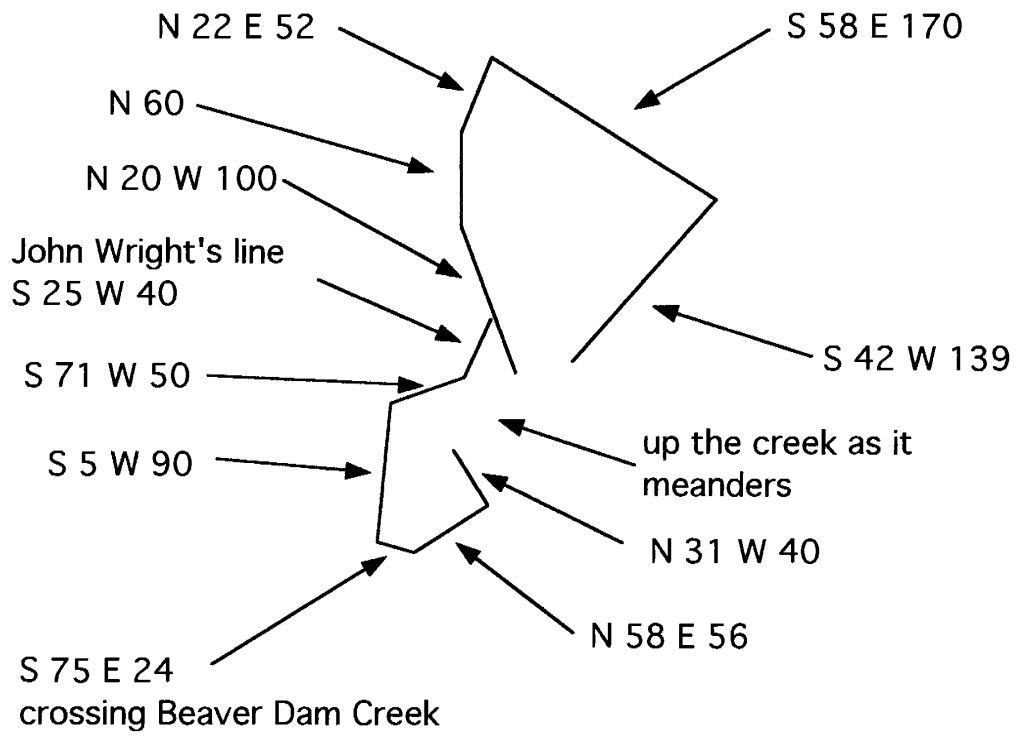 N 22 E 52
S 58 E 170
N 60
N 20 W 100
John Wright's line
S 25 W 40
S 42 W 139
S 71 W 50
up the creek as it
meanders
S 5 W 90
N 31 W 40
N 58 E 56
S 75 E 24
crossing Beaver Dam Creek